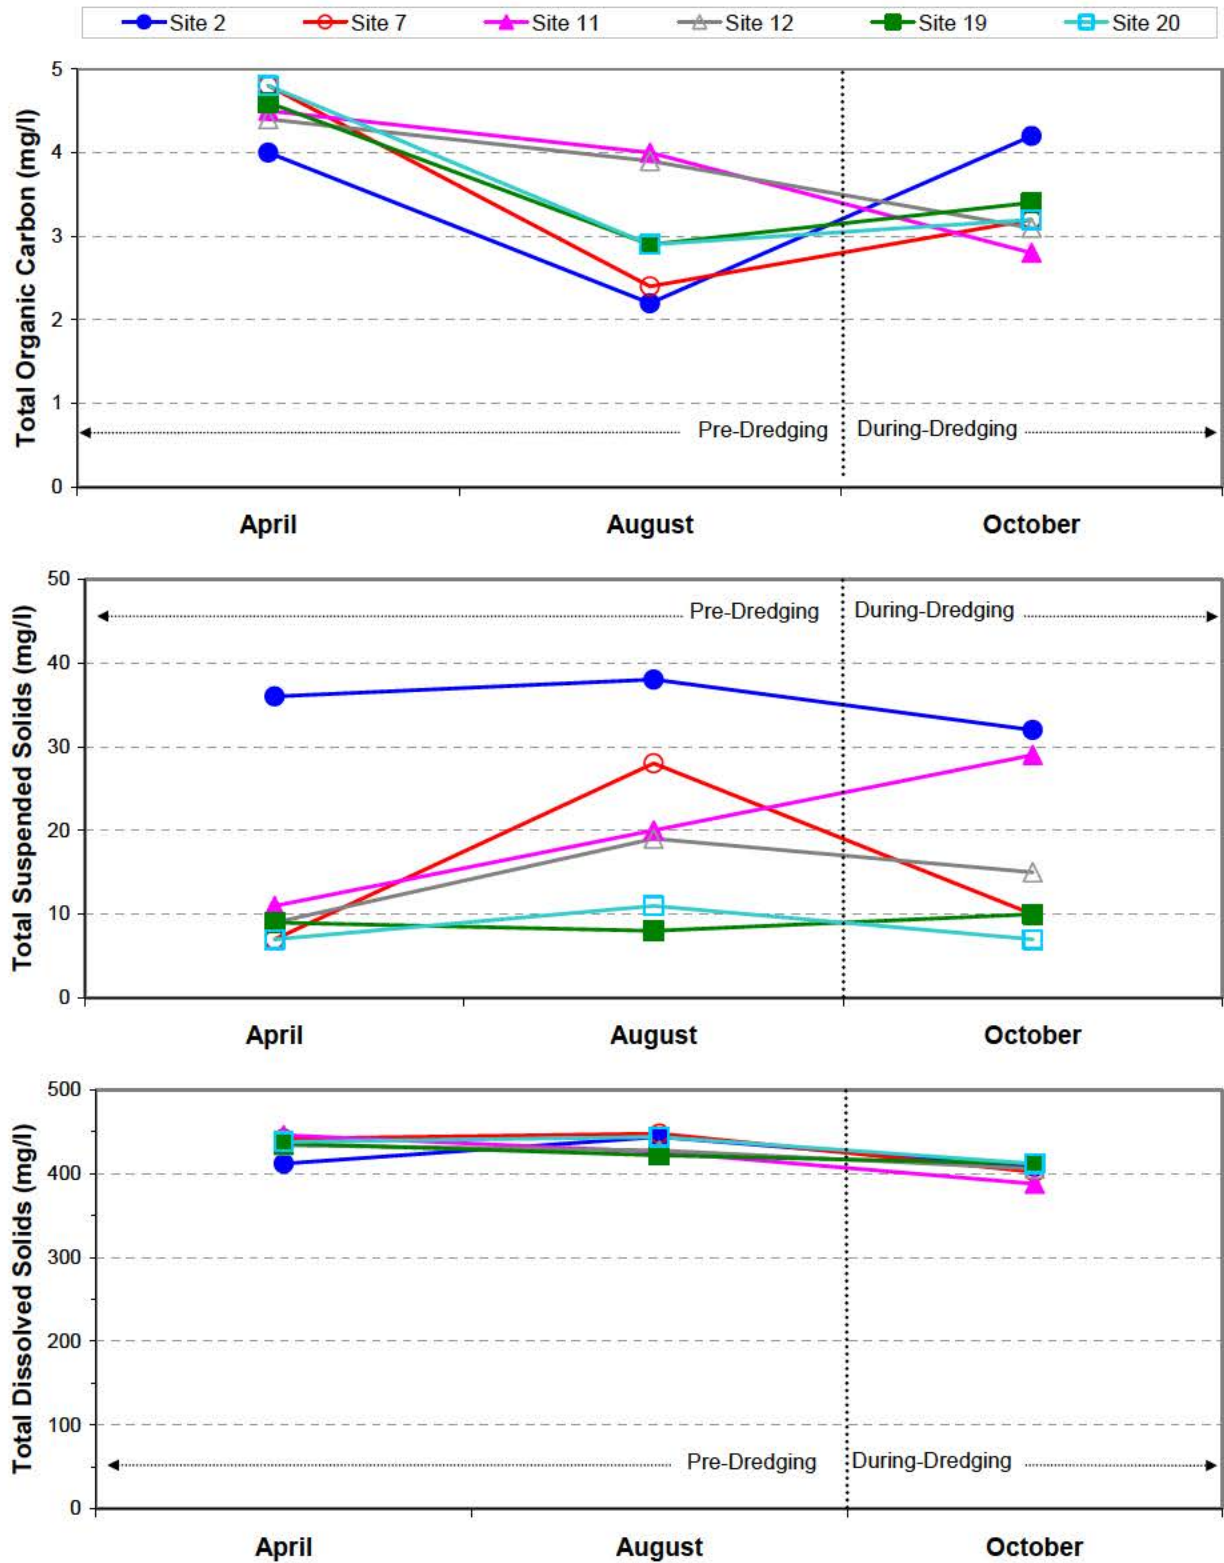 Site 2 Site 7 Site 11 Site 12 Site 19 Site 20
Total Organic Carbon (mg/l)
5
4
3
2
1
0
Pre-Dredging During-Dredging
April August October
Total Suspended Solids (mg/l)
50
40
30
20
10
0
Pre-Dredging During-Dredging
April August October
Total Dissolved Solids (mg/l)
500
400
300
200
100
0
Pre-Dredging During-Dredging
April August October